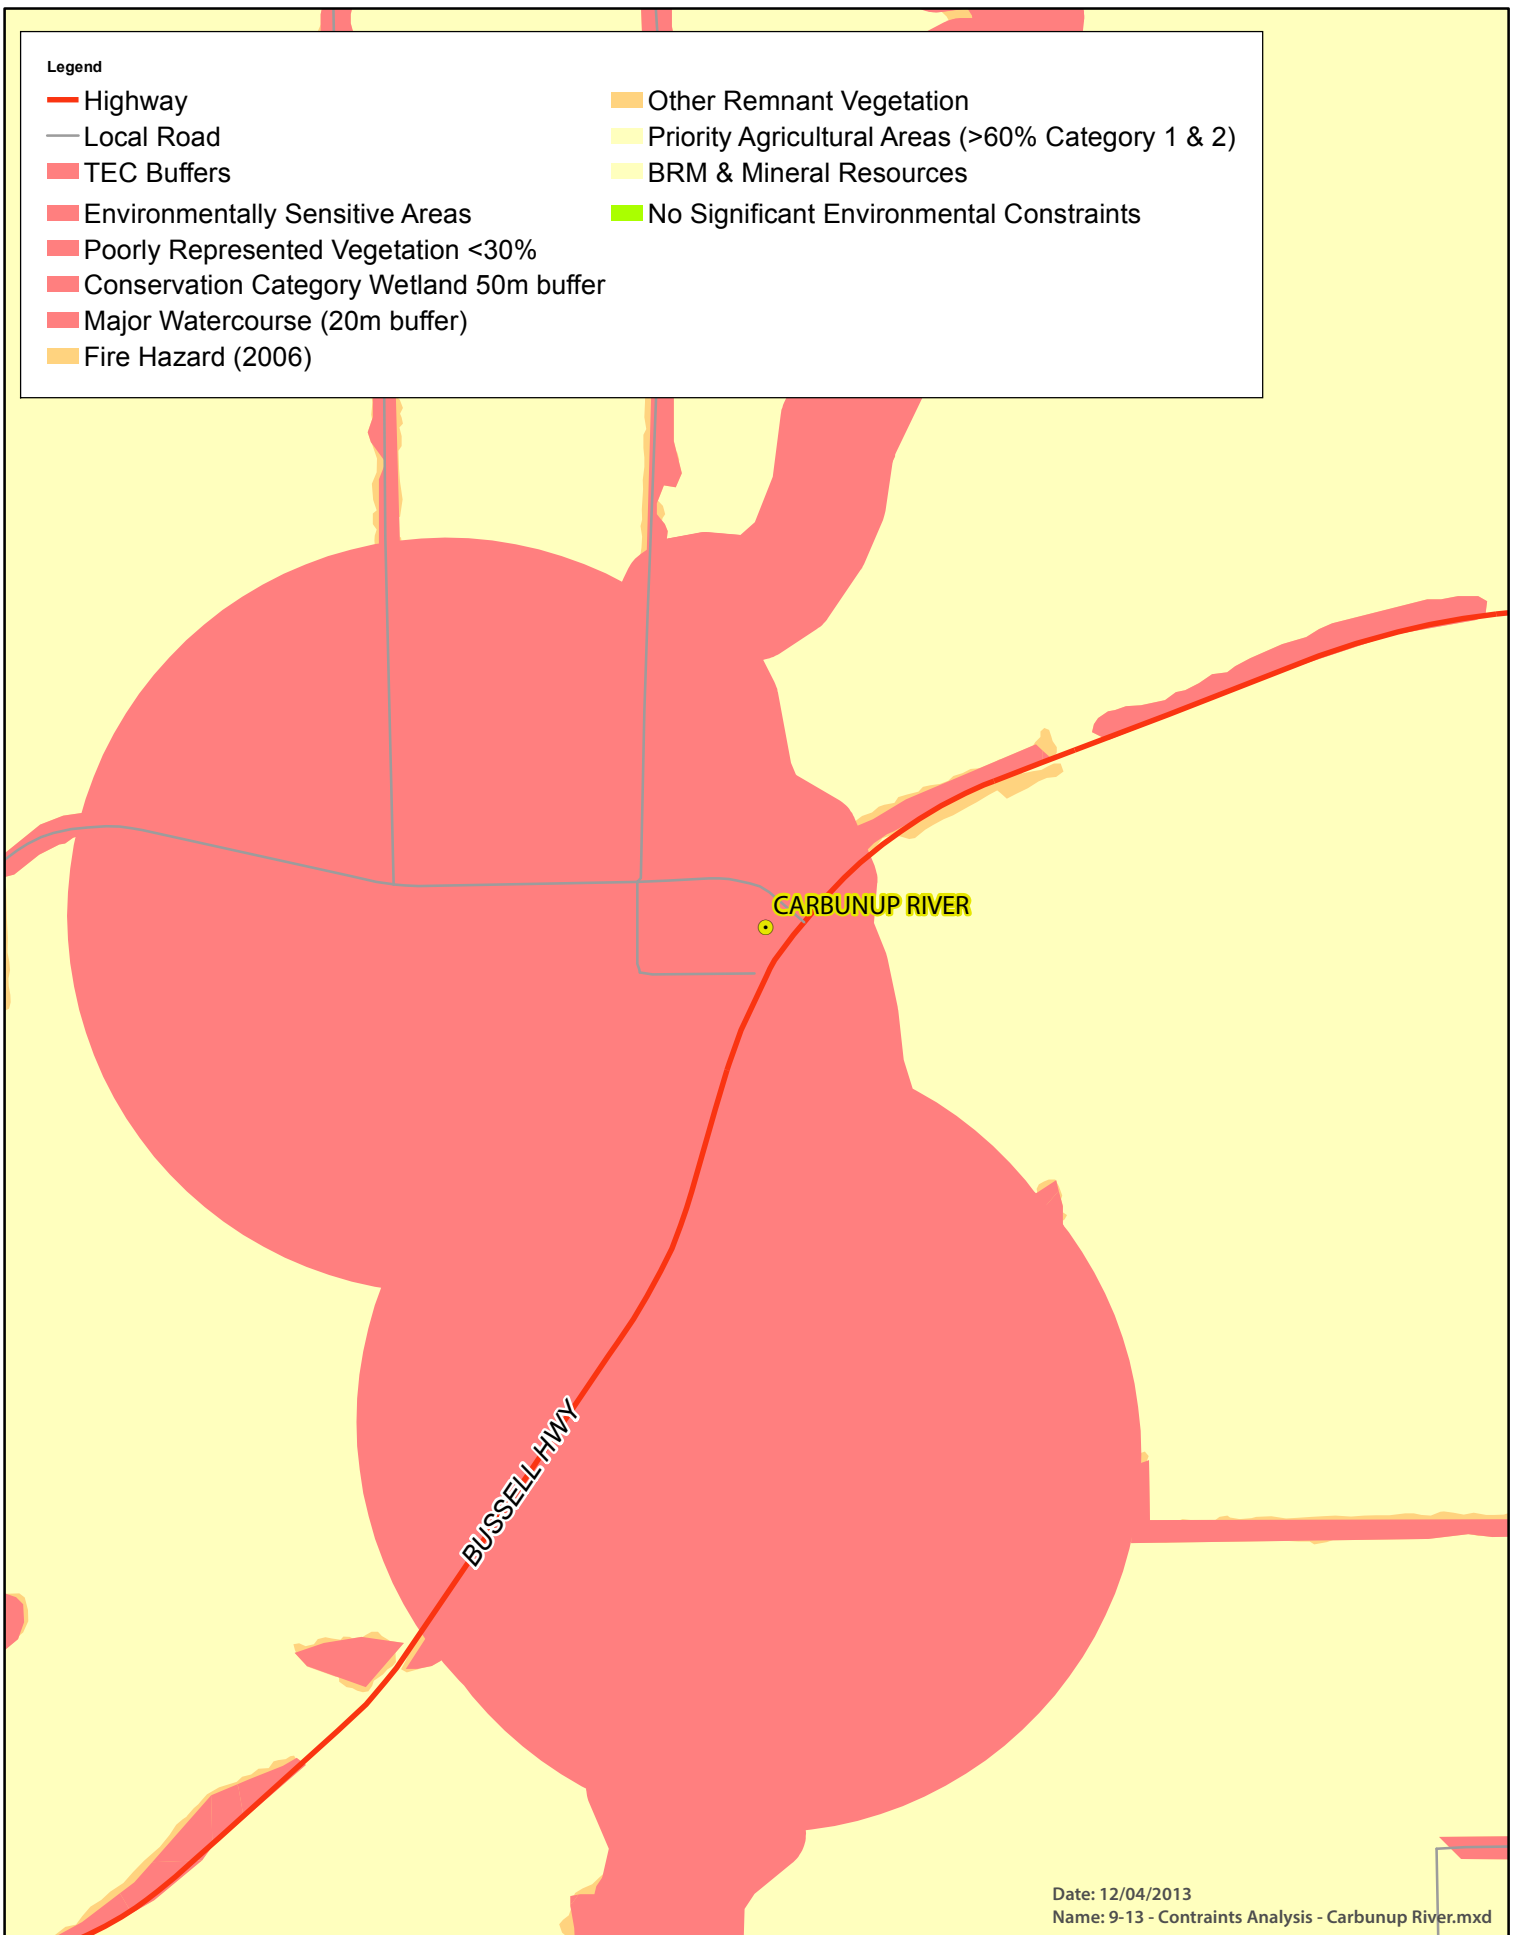 Legend
Highway
Local Road
TEC Buffers
Environmentally Sensitive Areas
Poorly Represented Vegetation <30%
Conservation Category Wetland 50m buffer
Major Watercourse (20m buffer)
Fire Hazard (2006)
Other Remnant Vegetation
Priority Agricultural Areas (>60% Category 1 & 2)
BRM & Mineral Resources
No Significant Environmental Constraints
CARBUNUP RIVER
BUSSELL HWY
Date: 12/04/2013
Name: 9-13 - Contraints Analysis - Carbunup River.mxd